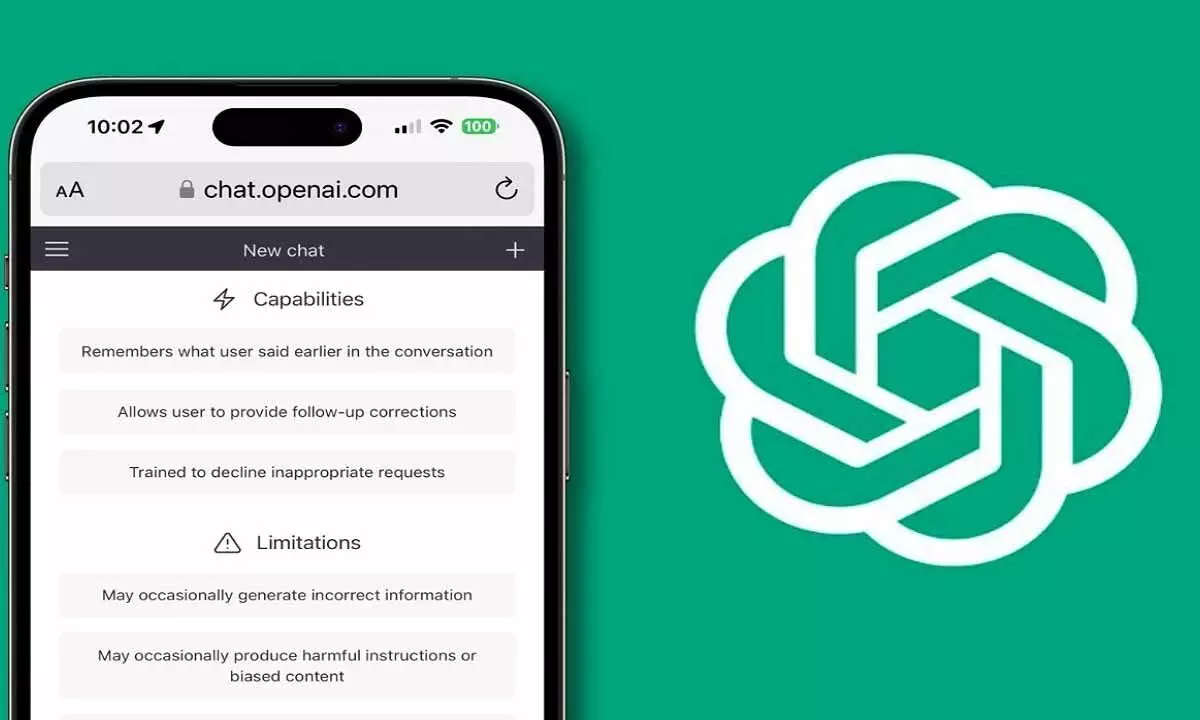 10:02
100
AA chat.openai.com
New chat
Capabilities
Remembers what user said earlier in the conversation
Allows user to provide follow-up corrections
Trained to decline inappropriate requests
Limitations
May occasionally generate incorrect information
May occasionally produce harmful instructions or
biased content